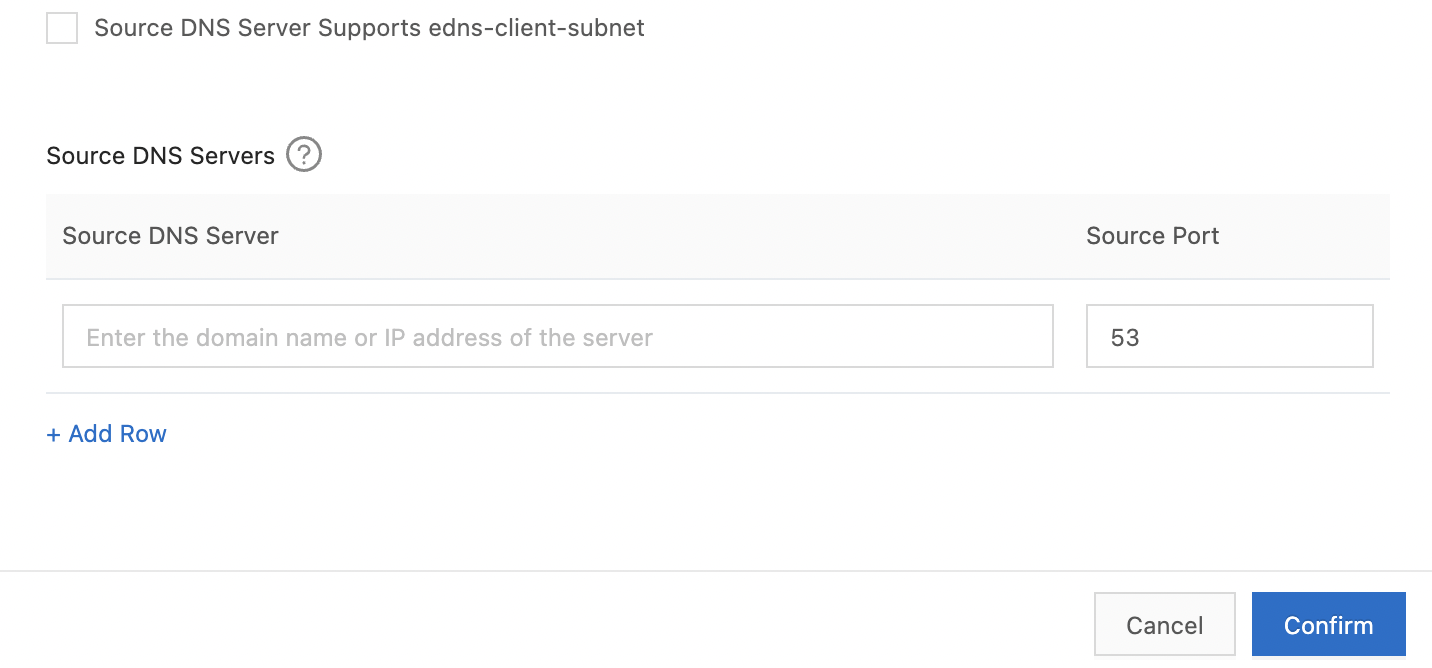 Source DNS Server Supports edns-client-subnet
Source DNS Servers ?
Source DNS Server Source Port
Enter the domain name or IP address of the server 53
+ Add Row
Cancel Confirm